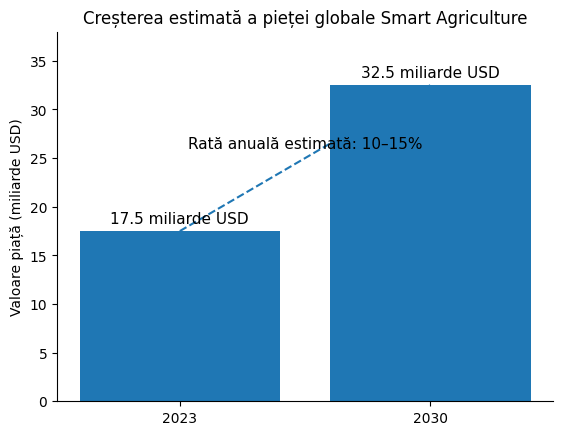 Creșterea estimată a pieței globale Smart Agriculture
Valoare piață (miliarde USD)
35
30
25
20
15
10
5
0
32.5 miliarde USD
Rată anuală estimată: 10–15%
17.5 miliarde USD
2023
2030